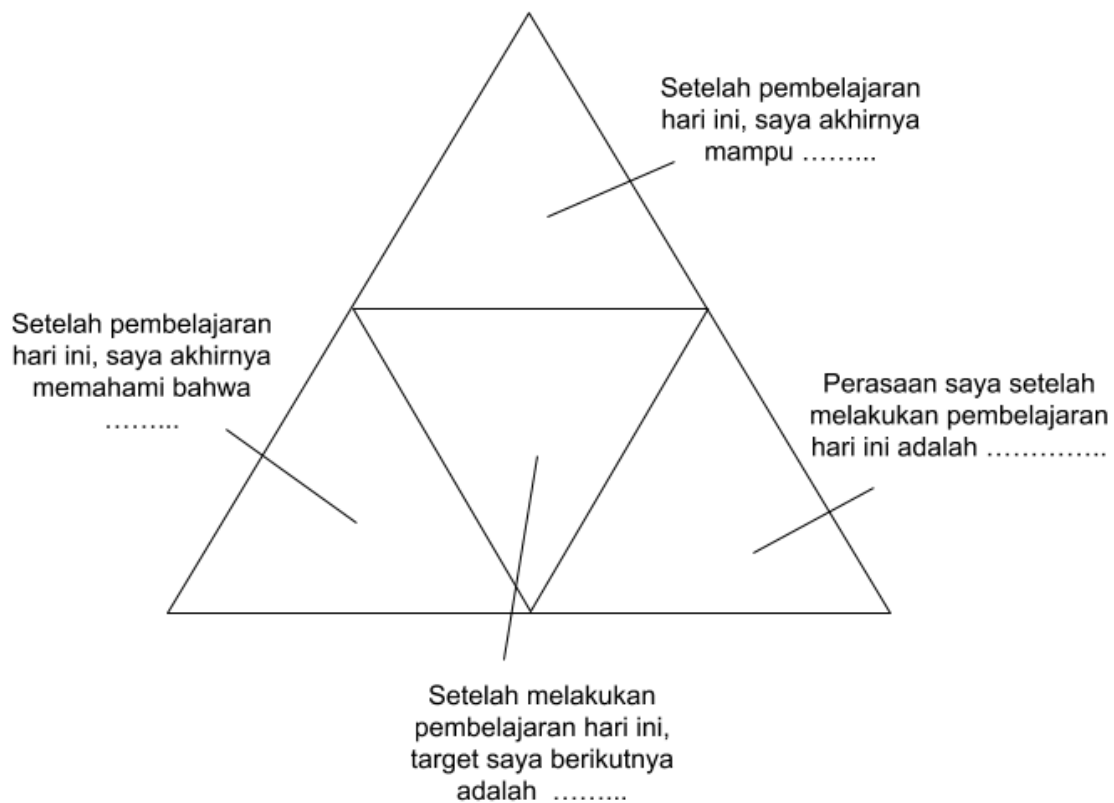 Setelah pembelajaran
hari ini, saya akhirnya
mampu ……...
Setelah pembelajaran
hari ini, saya akhirnya
memahami bahwa
……...
Perasaan saya setelah
melakukan pembelajaran
hari ini adalah …………..
Setelah melakukan
pembelajaran hari ini,
target saya berikutnya
adalah ……...